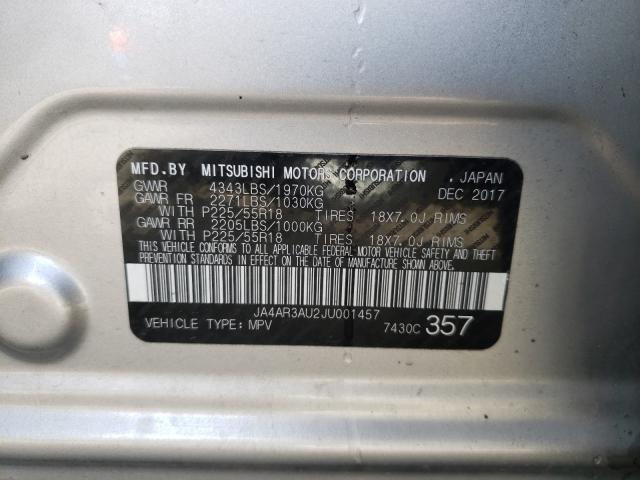 MFD.BY MITSUBISHI MOTORS CORPORATION , JAPAN
GVWR 4343LBS/1970KG DEC 2017
GAWR FR 2271LBS/1030KG
WITH P225/55R18 TIRES 18X7.0J RIMS
GAWR RR 2205LBS/1000KG
WITH P225/55R18 TIRES 18X7.0J RIMS
THIS VEHICLE CONFORMS TO ALL APPLICABLE FEDERAL MOTOR VEHICLE SAFETY AND THEFT
PREVENTION STANDARDS IN EFFECT ON THE DATE OF MANUFACTURE SHOWN ABOVE.
JA4AR3AU2JU001457
VEHICLE TYPE: MPV 7430C 357